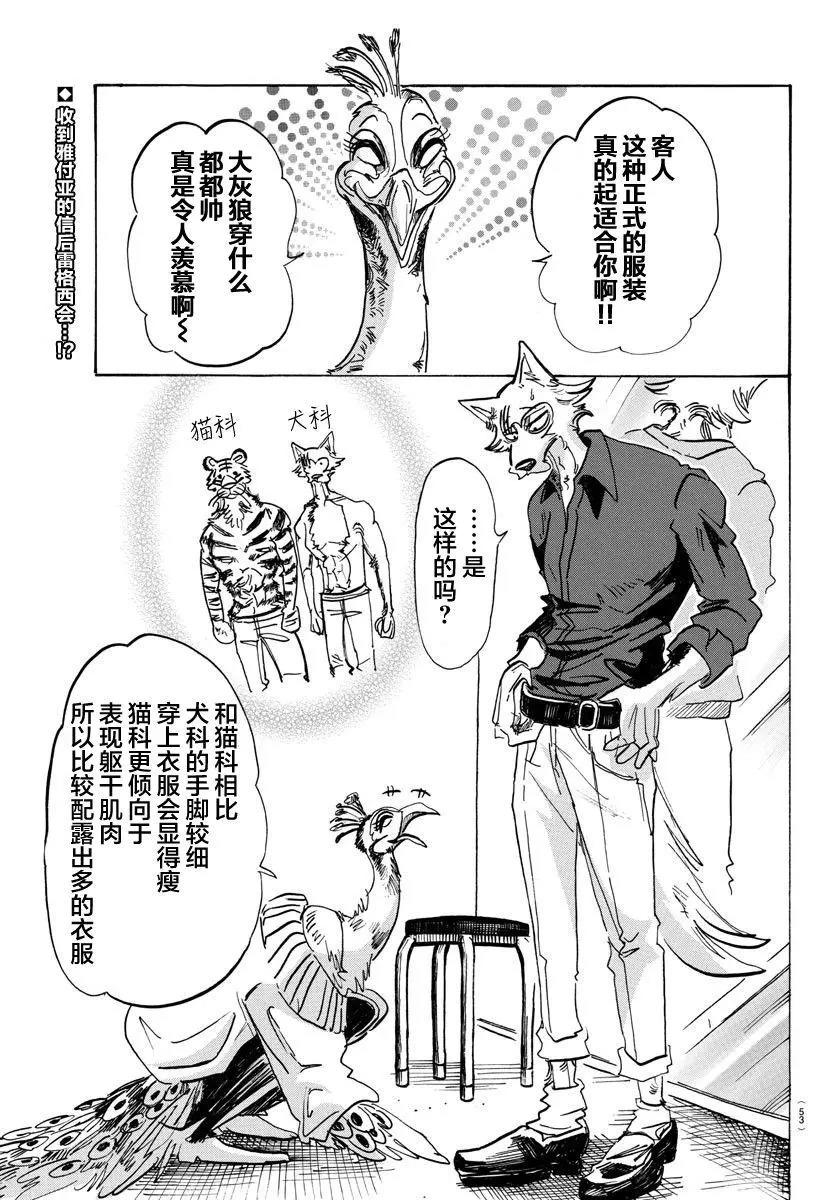 客人
这种正式的服装
真的起适合你啊!!
大灰狼穿什么
都都帅
真是令人羡慕啊~
◆收到雅付亚的信后雷格西会…!?
犬科
猫科
……是
这样的吗?
和猫科相比
犬科的手脚较细
穿上衣服会显得瘦
猫科更倾向于
表现躯干肌肉
所以比较配露出多的衣服
(53)